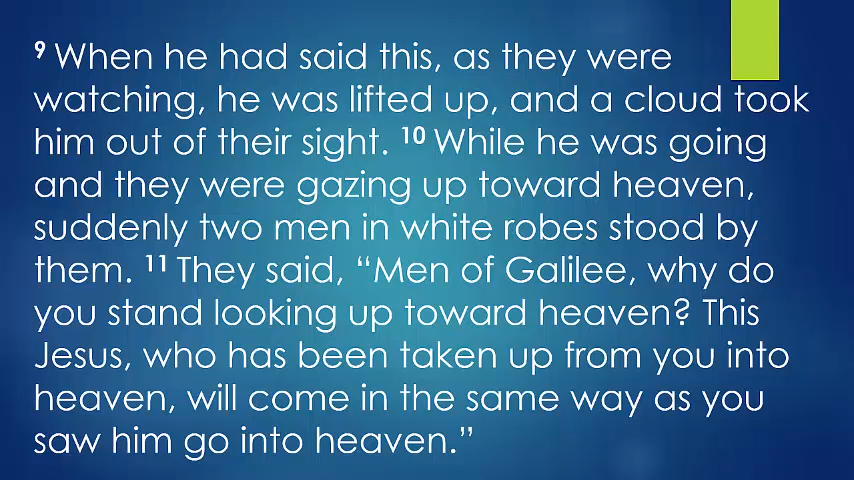 9 When he had said this, as they were
watching, he was lifted up, and a cloud took
him out of their sight. 10 While he was going
and they were gazing up toward heaven,
suddenly two men in white robes stood by
them. 11 They said, “Men of Galilee, why do
you stand looking up toward heaven? This
Jesus, who has been taken up from you into
heaven, will come in the same way as you
saw him go into heaven.”